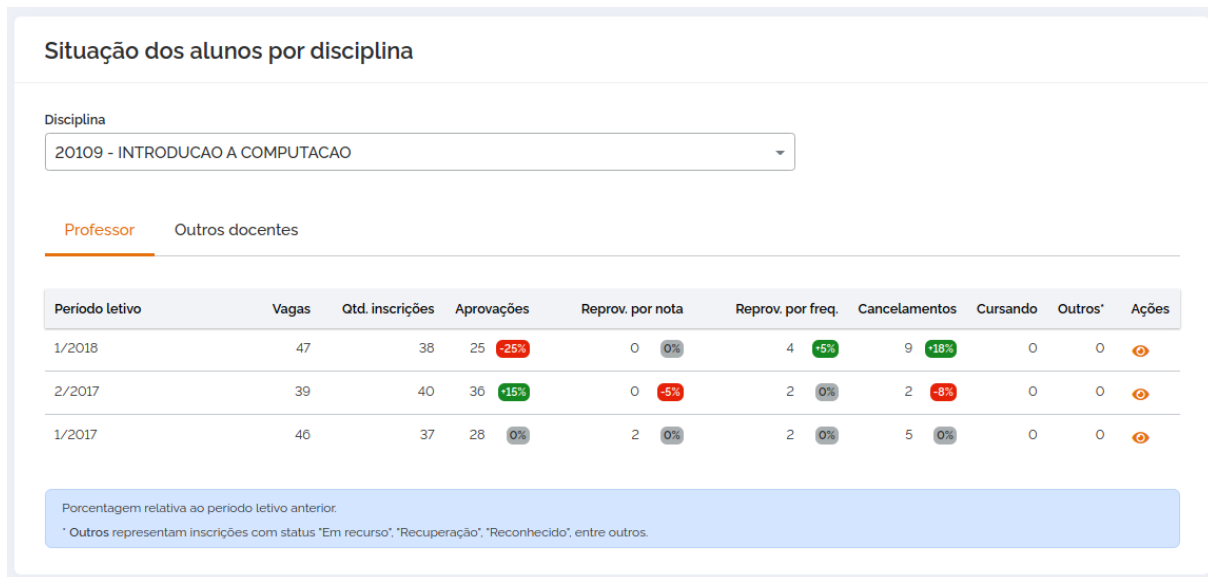 Situação dos alunos por disciplina
Disciplina
20109 - INTRODUCAO A COMPUTACAO
Professor Outros docentes
Período letivo Vagas Qtd. inscrições Aprovações Reprov. por nota Reprov. por freq. Cancelamentos Cursando Outros* Ações
1/2018 47 38 25 -25% 0 0% 4 +5% 9 +18% 0 0
2/2017 39 40 36 +15% 0 -5% 2 0% 2 -8% 0 0
1/2017 46 37 28 0% 2 0% 2 0% 5 0% 0 0
Porcentagem relativa ao período letivo anterior.
* Outros representam inscrições com status "Em recurso", "Recuperação", "Reconhecido", entre outros.